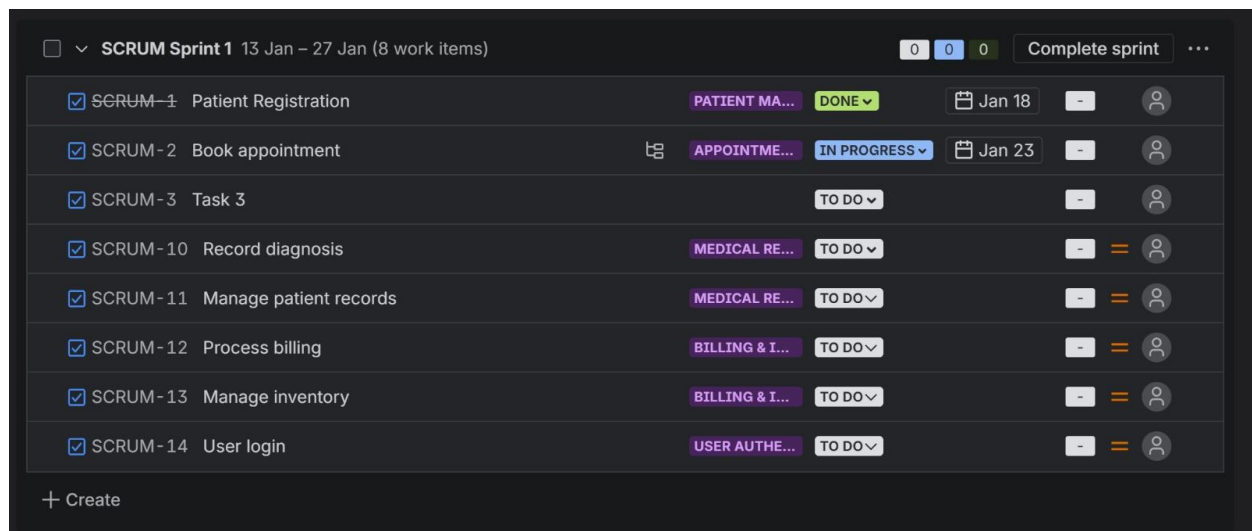 SCRUM Sprint 1 13 Jan – 27 Jan (8 work items) 0 0 0 Complete sprint ...
SCRUM-1 Patient Registration PATIENT MA... DONE Jan 18 -
SCRUM-2 Book appointment APPOINTME... IN PROGRESS Jan 23 -
SCRUM-3 Task 3 TO DO -
SCRUM-10 Record diagnosis MEDICAL RE... TO DO -
SCRUM-11 Manage patient records MEDICAL RE... TO DO -
SCRUM-12 Process billing BILLING & I... TO DO -
SCRUM-13 Manage inventory BILLING & I... TO DO -
SCRUM-14 User login USER AUTHE... TO DO -
+ Create